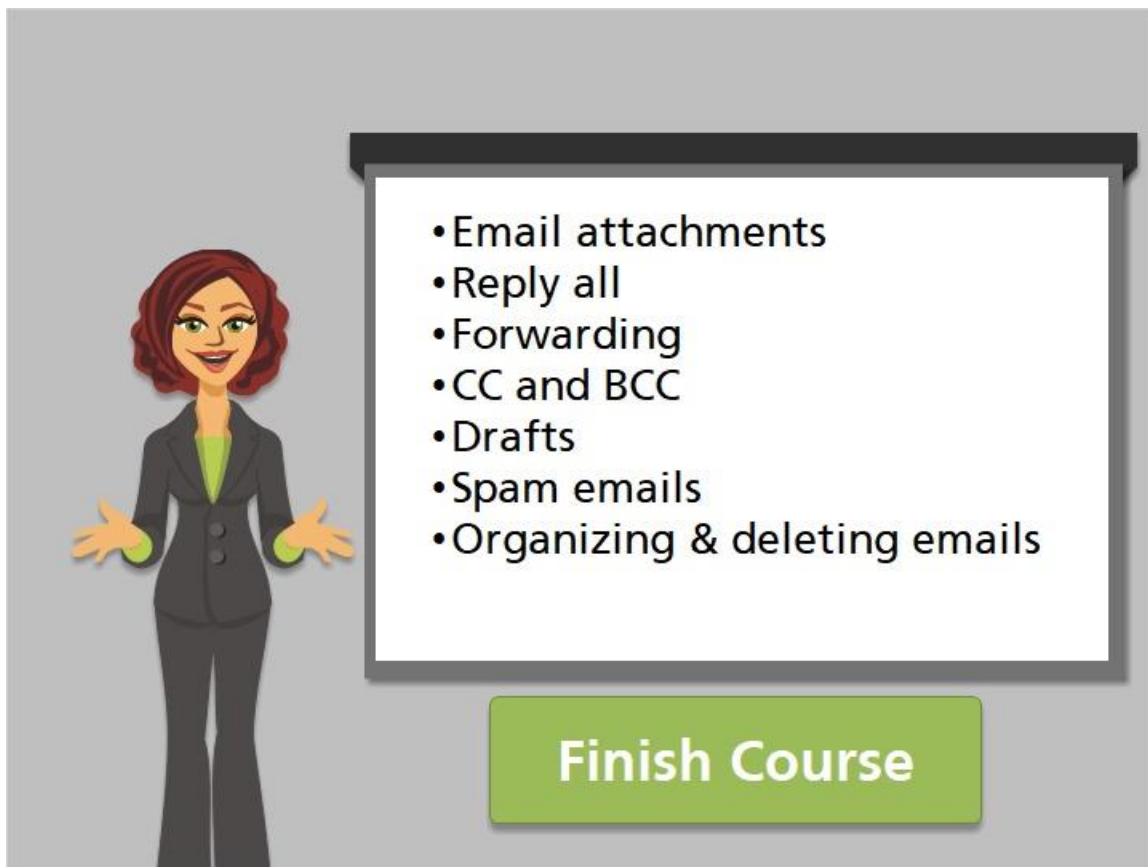 •Email attachments
•Reply all
•Forwarding
•CC and BCC
•Drafts
•Spam emails
•Organizing & deleting emails
Finish Course